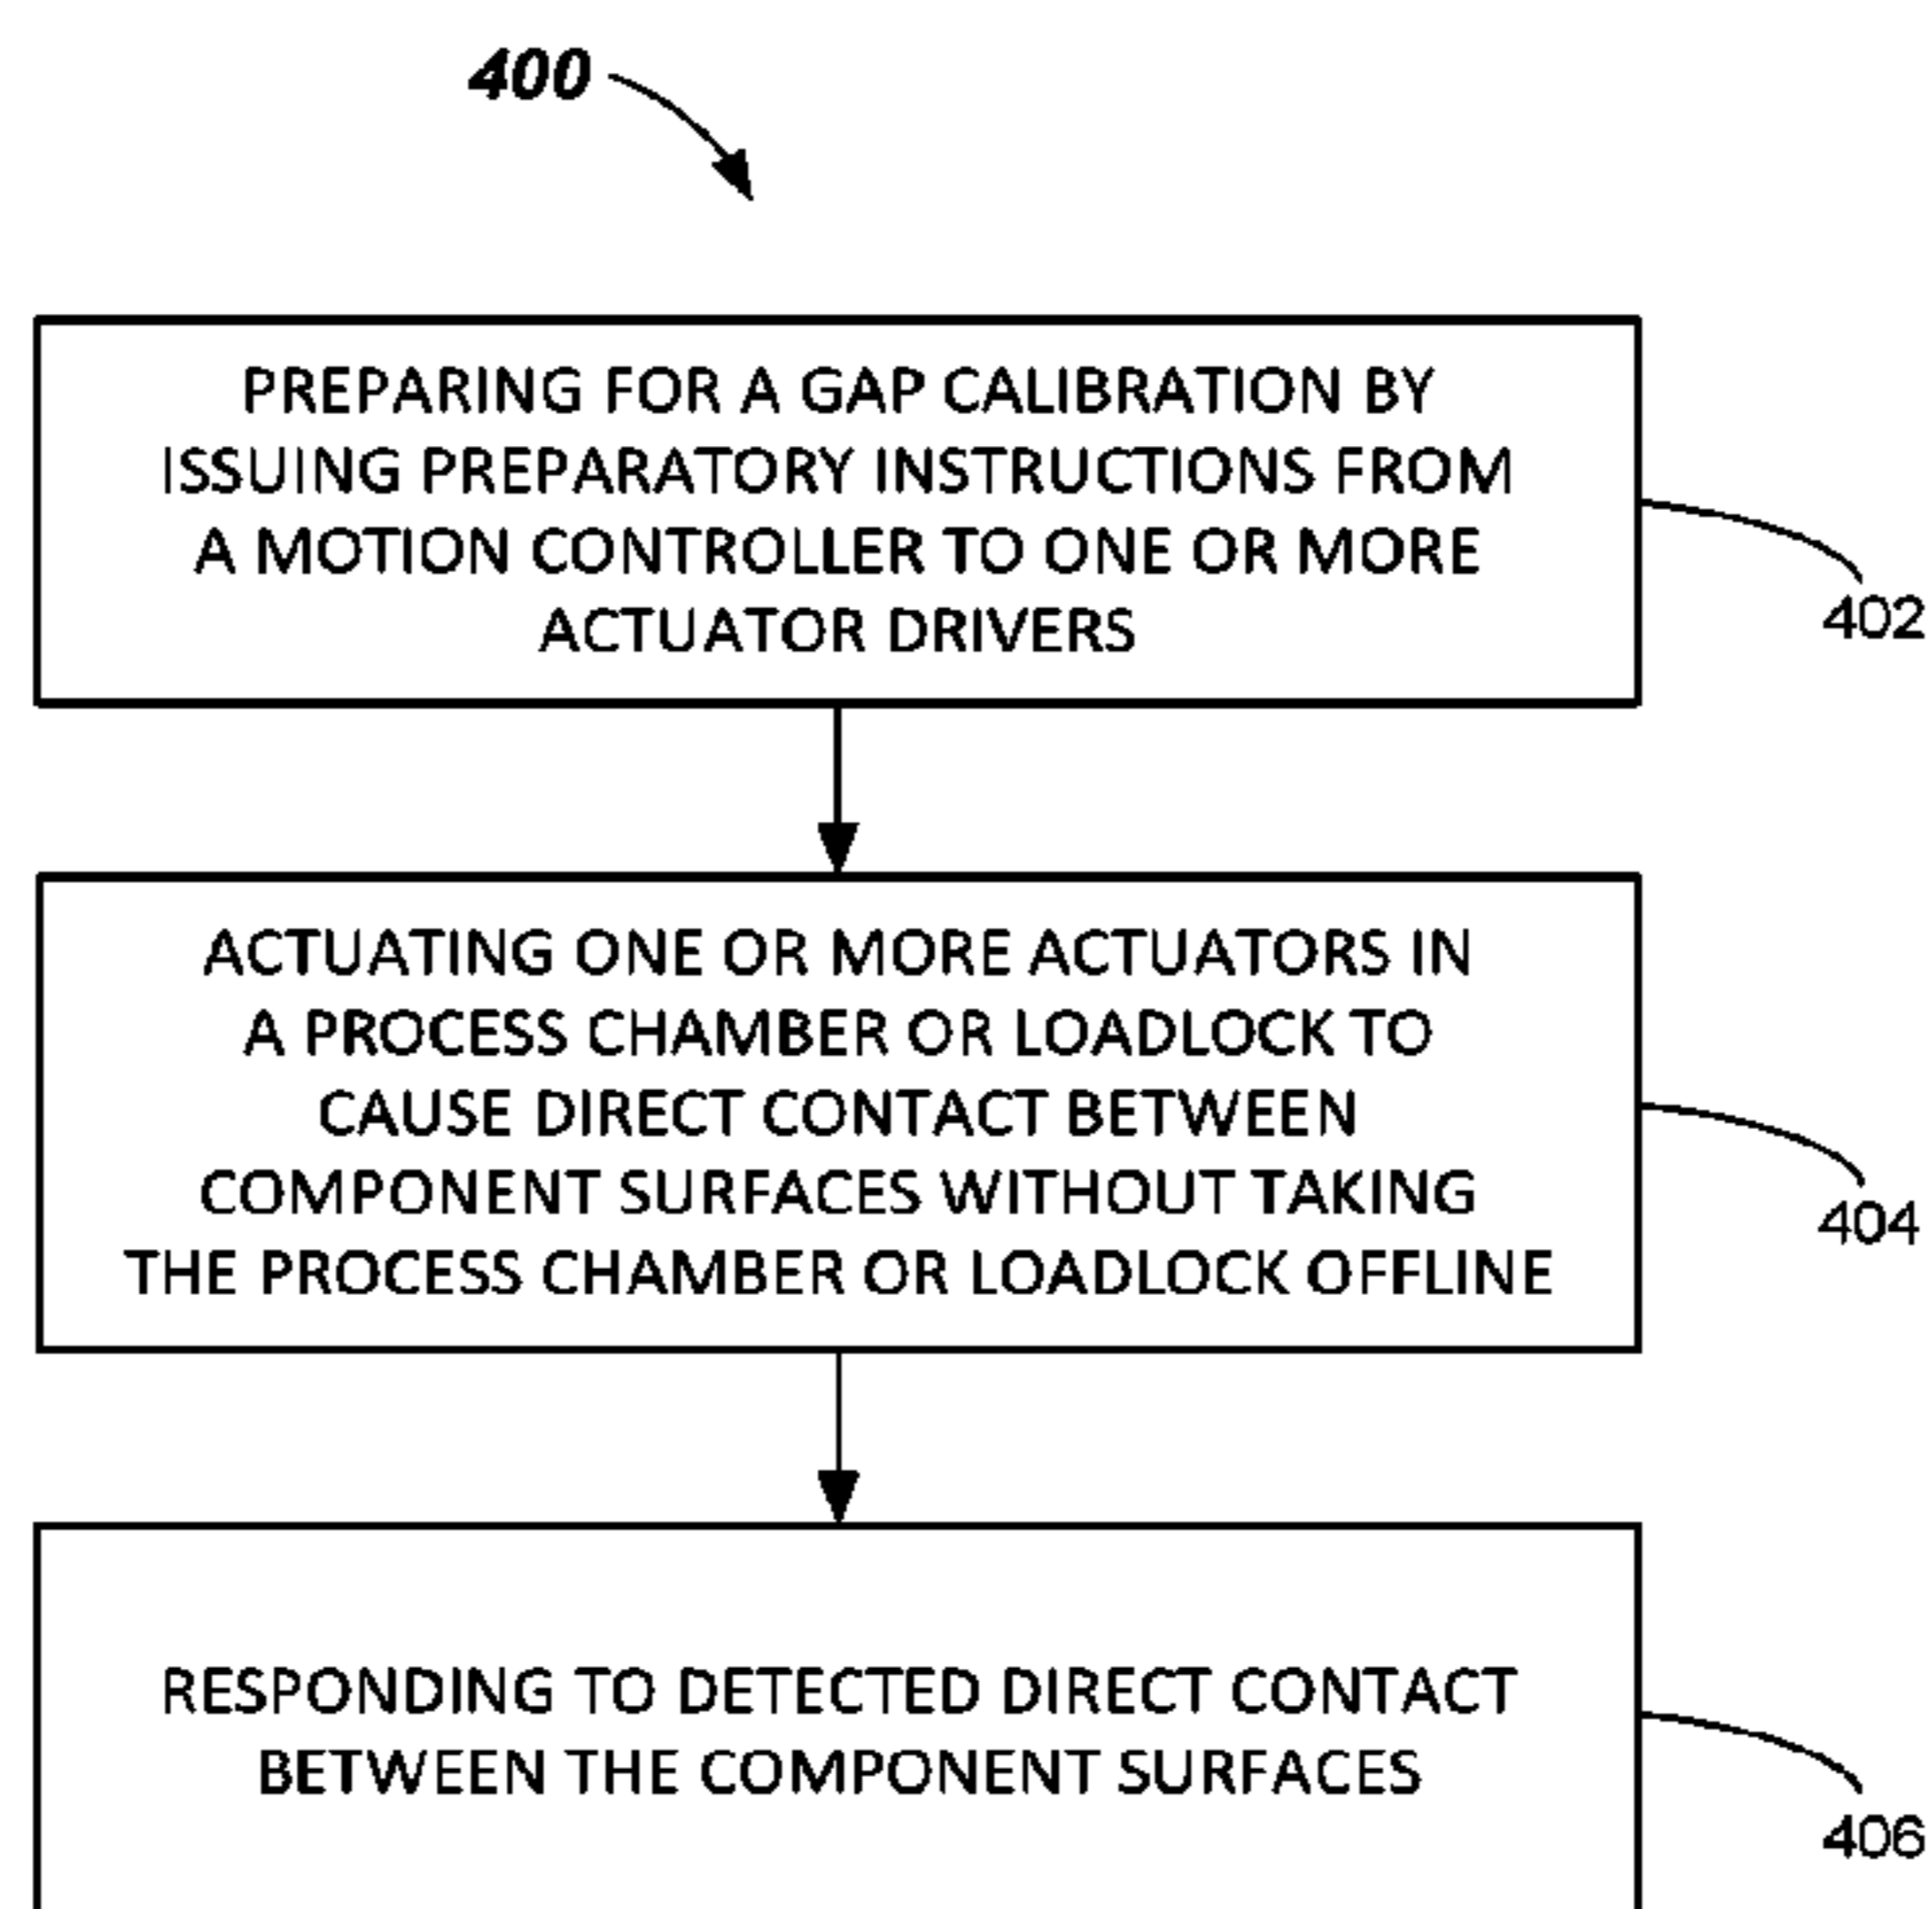 400
PREPARING FOR A GAP CALIBRATION BY
ISSUING PREPARATORY INSTRUCTIONS FROM
A MOTION CONTROLLER TO ONE OR MORE
ACTUATOR DRIVERS
402
ACTUATING ONE OR MORE ACTUATORS IN
A PROCESS CHAMBER OR LOADLOCK TO
CAUSE DIRECT CONTACT BETWEEN
COMPONENT SURFACES WITHOUT TAKING
THE PROCESS CHAMBER OR LOADLOCK OFFLINE
404
RESPONDING TO DETECTED DIRECT CONTACT
BETWEEN THE COMPONENT SURFACES
406